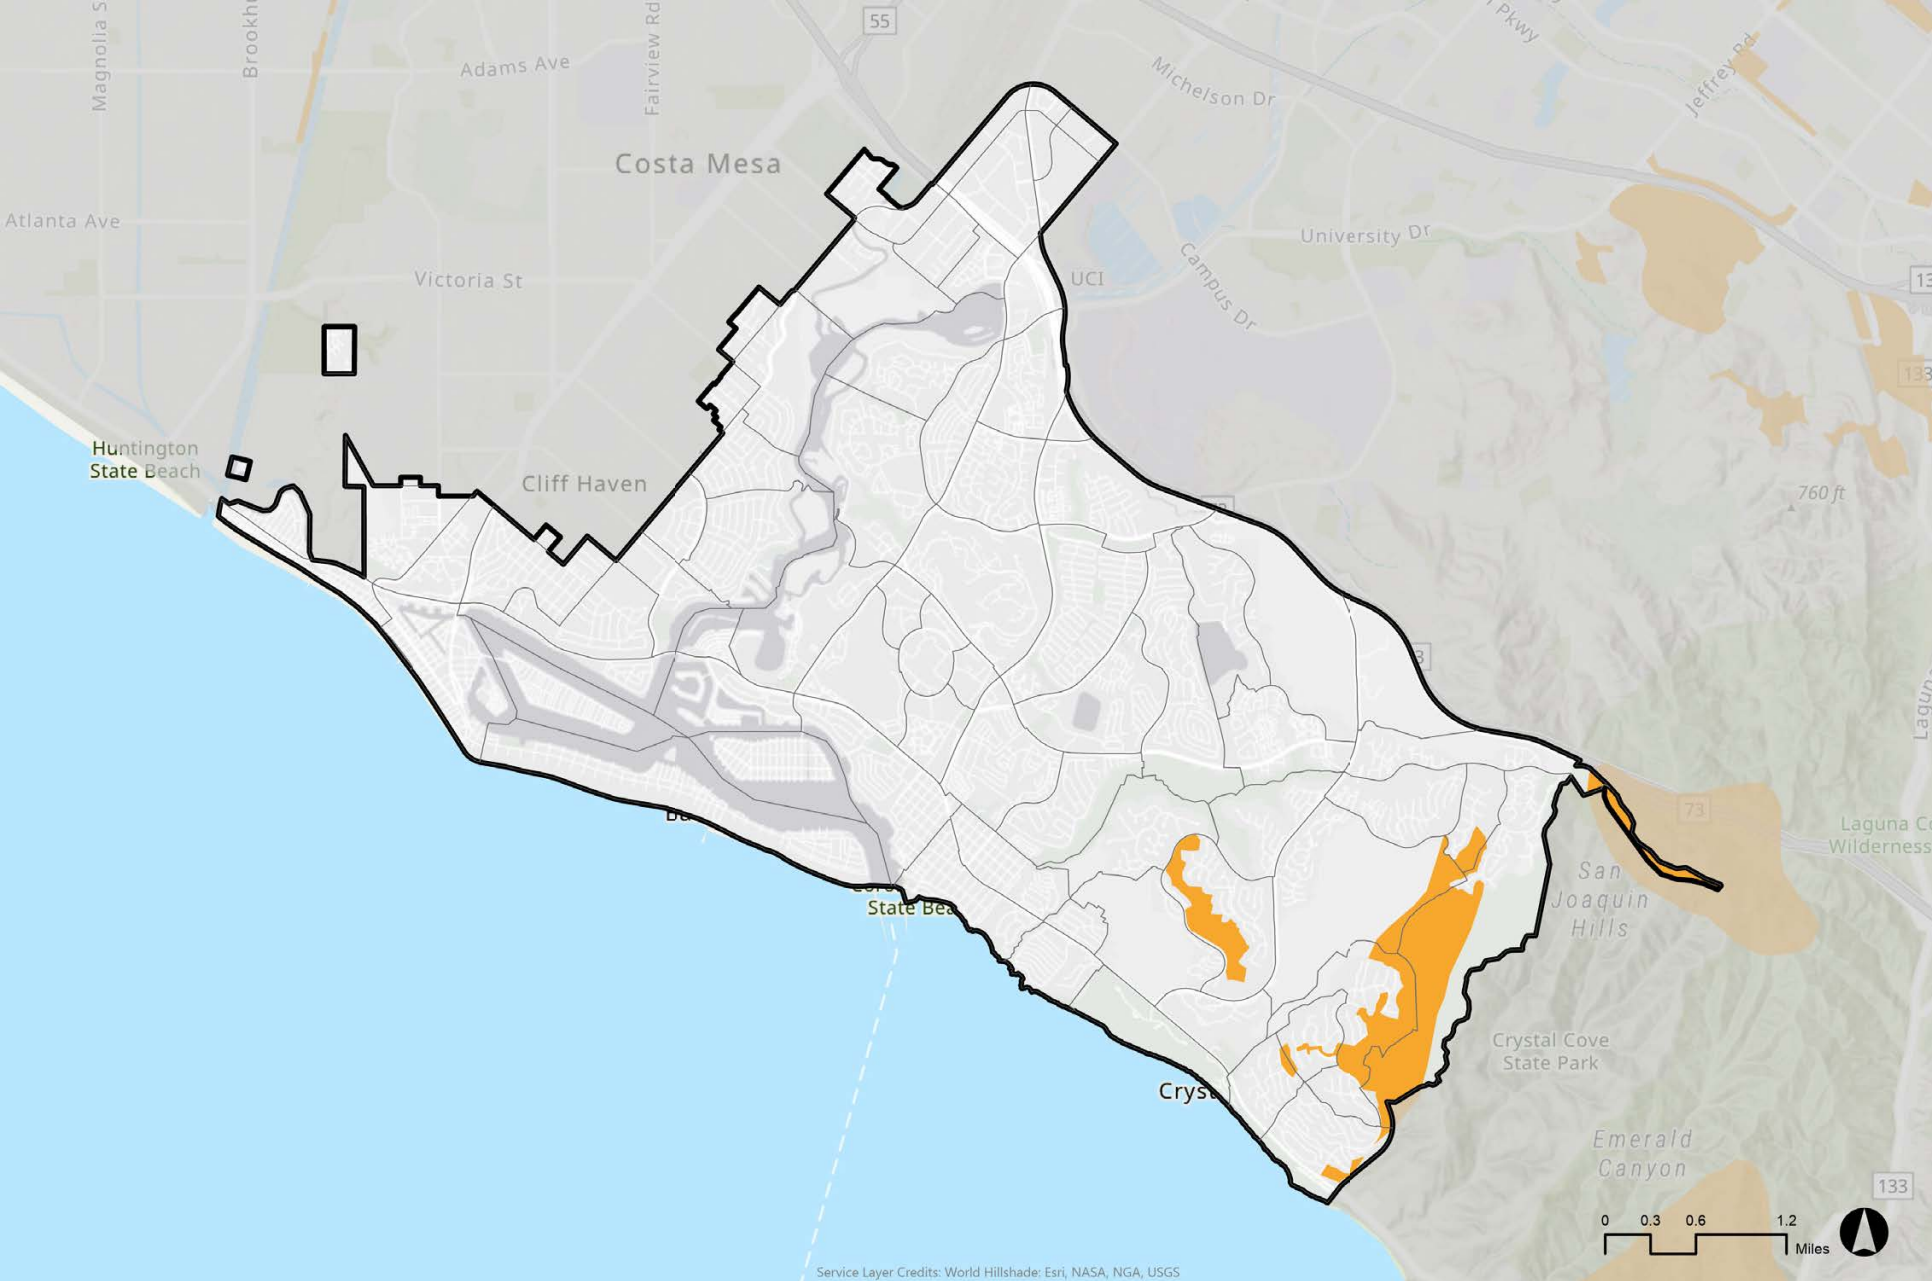 Magnolia S
Brookh
Fairview Rd
55
Pkwy
Jeffrey Rd
Adams Ave
Michelson Dr
Costa Mesa
Atlanta Ave
University Dr
Victoria St
UCI
Campus Dr
13
133
Huntington
State Beach
Cliff Haven
760 ft
3
Lagun
73
Laguna C
Wilderness
San
Joaquin
Hills
State Bea
Crystal Cove
State Park
Cryst
Emerald
Canyon
133
0 0.3 0.6 1.2
Miles
Service Layer Credits: World Hillshade: Esri, NASA, NGA, USGS